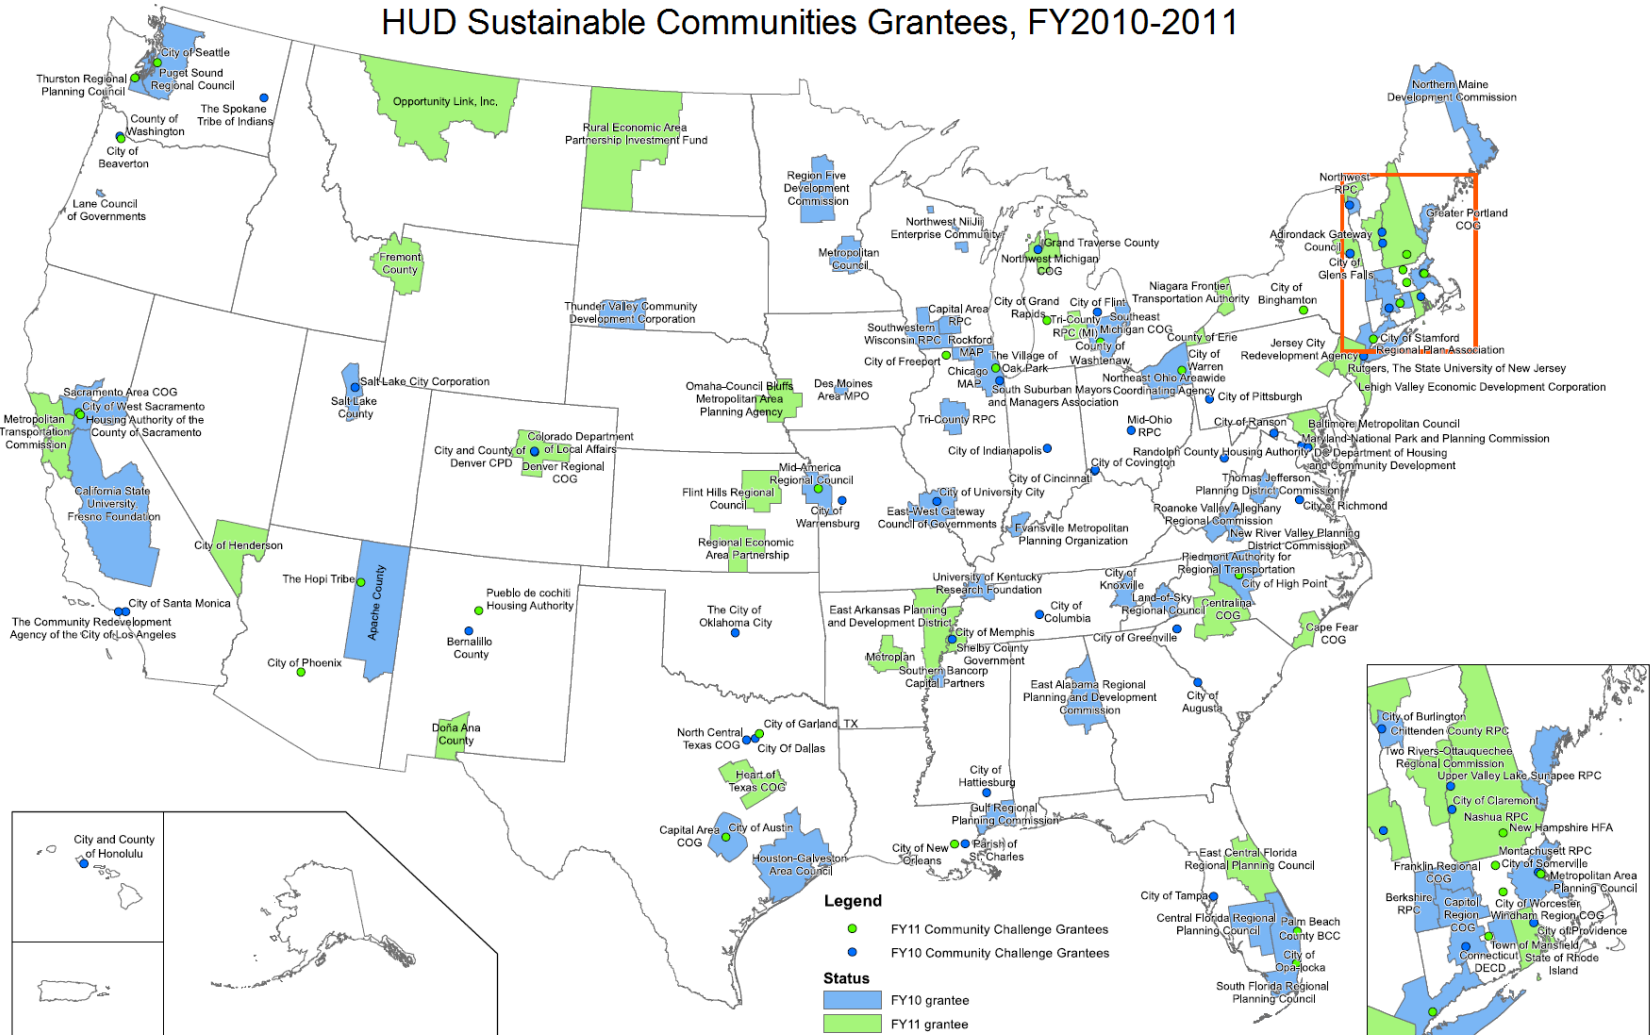 HUD Sustainable Communities Grantees, FY2010-2011
City of Seattle
Puget Sound
Regional Council
Thurston Regional
Planning Council
The Spokane
Tribe of Indians
County of
Washington
City of
Beaverton
Lane Council
of Governments
Opportunity Link, Inc.
Rural Economic Area
Partnership Investment Fund
Fremont
County
Region Five
Development
Commission
Metropolitan
Council
Northwest NiiJii
Enterprise Community
Grand Traverse County
Northwest Michigan
COG
Thunder Valley Community
Development Corporation
Capital Area
RPC
Southwestern
Wisconsin RPC
Rockford
MAP
City of Freeport
Chicago
MAP
The Village of
Oak Park
South Suburban Mayors
and Managers Association
City of Grand
Rapids
Tri-County
RPC (MI)
City of Flint
Southeast
Michigan COG
County of
Washtenaw
Niagara Frontier
Transportation Authority
City of
Binghamton
County of Erie
City of
Warren
Northeast Ohio Areawide
Coordinating Agency
City of Pittsburgh
Northern Maine
Development Commission
Northwest
RPC
Greater Portland
COG
Adirondack Gateway
Council
City of
Glens Falls
City of Stamford
Regional Plan Association
Jersey City
Redevelopment Agency
Rutgers, The State University of New Jersey
Lehigh Valley Economic Development Corporation
Sacramento Area COG
City of West Sacramento
Housing Authority of the
County of Sacramento
Metropolitan
Transportation
Commission
California State
University,
Fresno Foundation
City of Santa Monica
The Community Redevelopment
Agency of the City of Los Angeles
Salt Lake City Corporation
Salt Lake
County
City of Henderson
The Hopi Tribe
Apache County
City of Phoenix
Pueblo de cochiti
Housing Authority
Bernalillo
County
Doña Ana
County
Colorado Department
of Local Affairs
City and County of
Denver CPD
Denver Regional
COG
Omaha-Council Bluffs
Metropolitan Area
Planning Agency
Des Moines
Area MPO
Tri-County RPC
Mid-America
Regional Council
Flint Hills Regional
Council
City of
Warrensburg
Regional Economic
Area Partnership
City of University City
East-West Gateway
Council of Governments
City of Indianapolis
Mid-Ohio
RPC
City of Covington
City of Cincinnati
Evansville Metropolitan
Planning Organization
City of Ranson
Baltimore Metropolitan Council
Maryland-National Park and Planning Commission
Randolph County Housing Authority
DC Department of Housing
and Community Development
Thomas Jefferson
Planning District Commission
City of Richmond
Roanoke Valley Alleghany
Regional Commission
New River Valley Planning
District Commission
Piedmont Authority for
Regional Transportation
City of High Point
University of Kentucky
Research Foundation
City of
Knoxville
Land-of-Sky
Regional Council
Centralina
COG
Cape Fear
COG
City of
Columbia
City of Greenville
City of
Augusta
The City of
Oklahoma City
East Arkansas Planning
and Development District
City of Memphis
Shelby County
Government
Metroplan
Southern Bancorp
Capital Partners
East Alabama Regional
Planning and Development
Commission
City of Garland, TX
North Central
Texas COG
City Of Dallas
Heart of
Texas COG
Capital Area
COG
City of Austin
Houston-Galveston
Area Council
City of
Hattiesburg
Gulf Regional
Planning Commission
City of New
Orleans
Parish of
St. Charles
East Central Florida
Regional Planning Council
City of Tampa
Central Florida Regional
Planning Council
Palm Beach
County BCC
City of
Opa-locka
South Florida Regional
Planning Council
City and County
of Honolulu
Legend
FY11 Community Challenge Grantees
FY10 Community Challenge Grantees
Status
FY10 grantee
FY11 grantee
City of Burlington
Chittenden County RPC
Two Rivers-Ottauquechee
Regional Commission
Upper Valley Lake Sunapee RPC
City of Claremont
Nashua RPC
New Hampshire HFA
Montachusett RPC
Franklin Regional
COG
City of Somerville
Metropolitan Area
Planning Council
Berkshire
RPC
Capitol
Region
COG
City of Worcester
Windham Region COG
City of Providence
Town of Mansfield
Connecticut
DECD
State of Rhode
Island